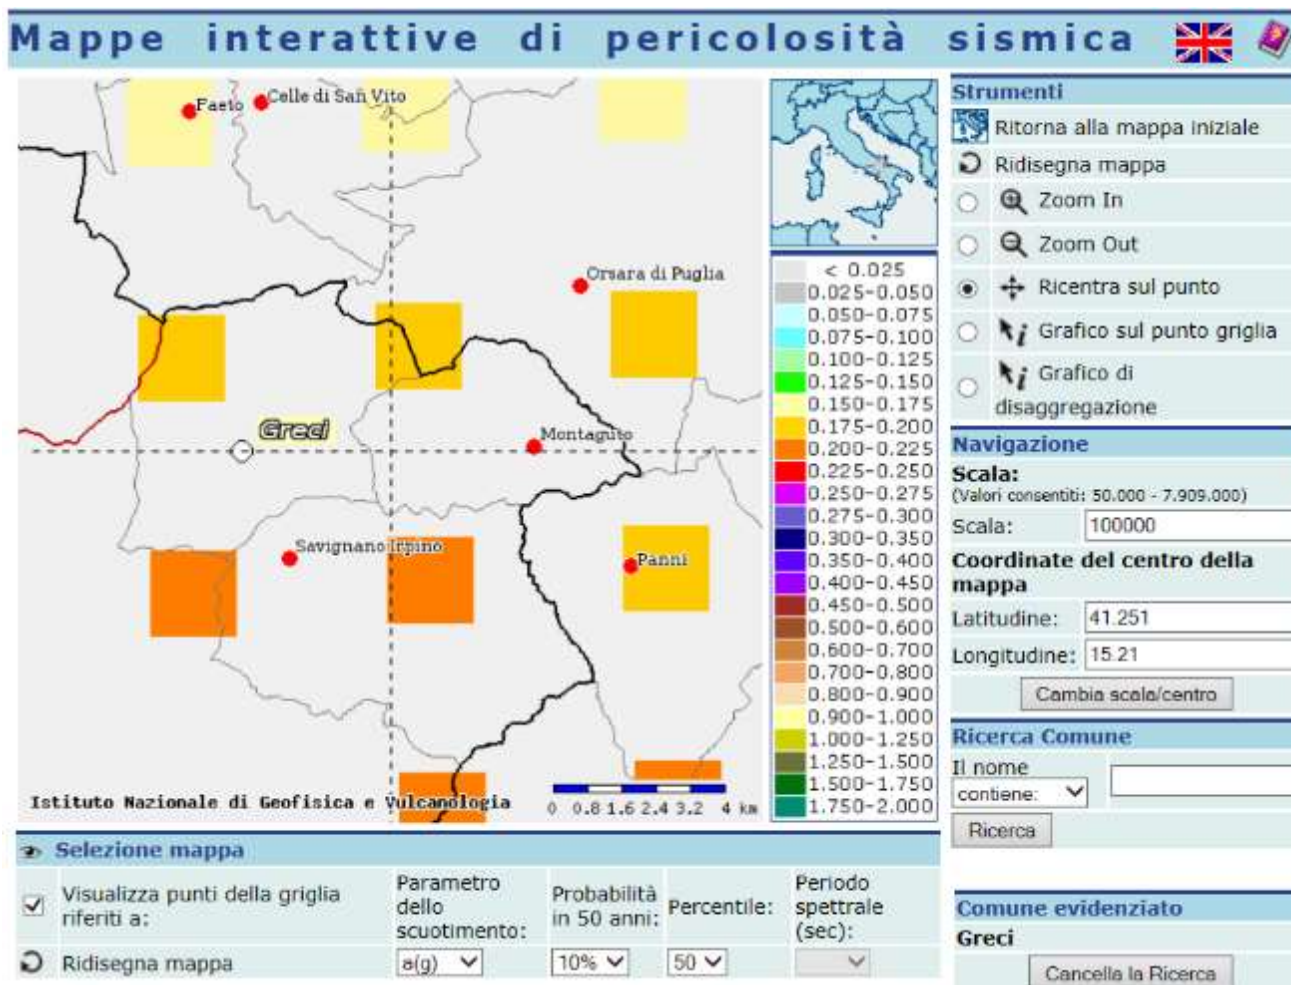 Mappe interattive di pericolosità sismica
Faeto
Celle di San Vito
Orsara di Puglia
Greci
Montaguto
Savignano Irpino
Panni
Istituto Nazionale di Geofisica e Vulcanologia
0 0.8 1.6 2.4 3.2 4 km
< 0.025
0.025-0.050
0.050-0.075
0.075-0.100
0.100-0.125
0.125-0.150
0.150-0.175
0.175-0.200
0.200-0.225
0.225-0.250
0.250-0.275
0.275-0.300
0.300-0.350
0.350-0.400
0.400-0.450
0.450-0.500
0.500-0.600
0.600-0.700
0.700-0.800
0.800-0.900
0.900-1.000
1.000-1.250
1.250-1.500
1.500-1.750
1.750-2.000
Strumenti
Ritorna alla mappa iniziale
Ridisegna mappa
Zoom In
Zoom Out
Ricentra sul punto
Grafico sul punto griglia
Grafico di
disaggregazione
Navigazione
Scala:
(Valori consentiti: 50.000 - 7.909.000)
Scala: 100000
Coordinate del centro della
mappa
Latitudine: 41.251
Longitudine: 15.21
Cambia scala/centro
Ricerca Comune
Il nome
contiene:
Ricerca
Comune evidenziato
Greci
Cancella la Ricerca
Selezione mappa
Visualizza punti della griglia
riferiti a:
Parametro
dello
scuotimento:
Probabilità
in 50 anni:
Percentile:
Periodo
spettrale
(sec):
Ridisegna mappa
a(g)
10%
50